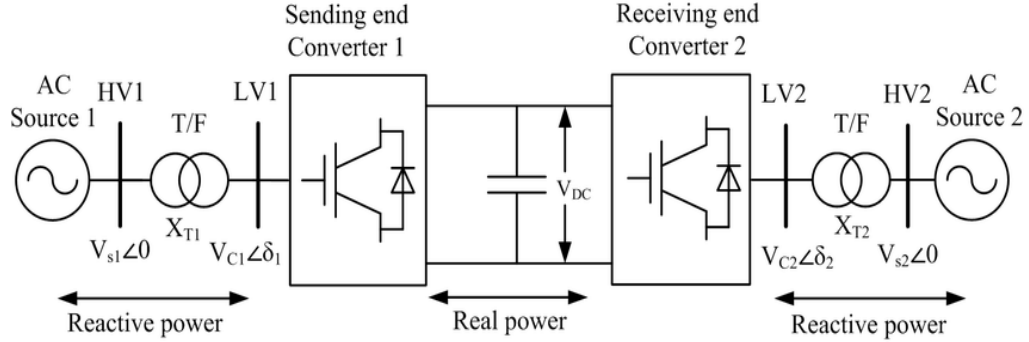 Sending end
Converter 1
Receiving end
Converter 2
AC
Source 1
HV1
T/F
LV1
LV2
T/F
HV2
AC
Source 2
V_DC
X_T1
X_T2
V_s1∠0
V_C1∠δ_1
V_C2∠δ_2
V_s2∠0
Reactive power
Real power
Reactive power